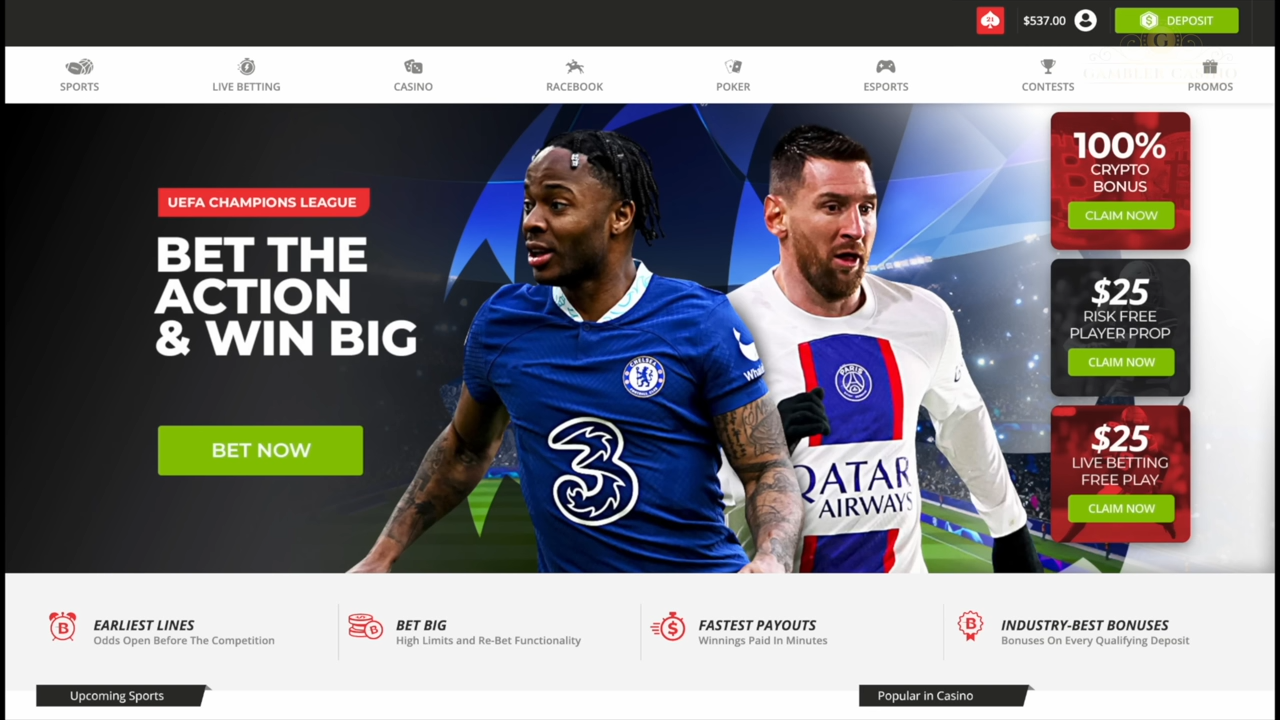 21
$537.00
DEPOSIT
SPORTS
LIVE BETTING
CASINO
RACEBOOK
POKER
ESPORTS
CONTESTS
PROMOS
UEFA CHAMPIONS LEAGUE
BET THE
ACTION
& WIN BIG
BET NOW
CHELSEA
3
PARIS
QATAR
AIRWAYS
100%
CRYPTO
BONUS
CLAIM NOW
$25
RISK FREE
PLAYER PROP
CLAIM NOW
$25
LIVE BETTING
FREE PLAY
CLAIM NOW
EARLIEST LINES
Odds Open Before The Competition
BET BIG
High Limits and Re-Bet Functionality
FASTEST PAYOUTS
Winnings Paid In Minutes
INDUSTRY-BEST BONUSES
Bonuses On Every Qualifying Deposit
Upcoming Sports
Popular in Casino